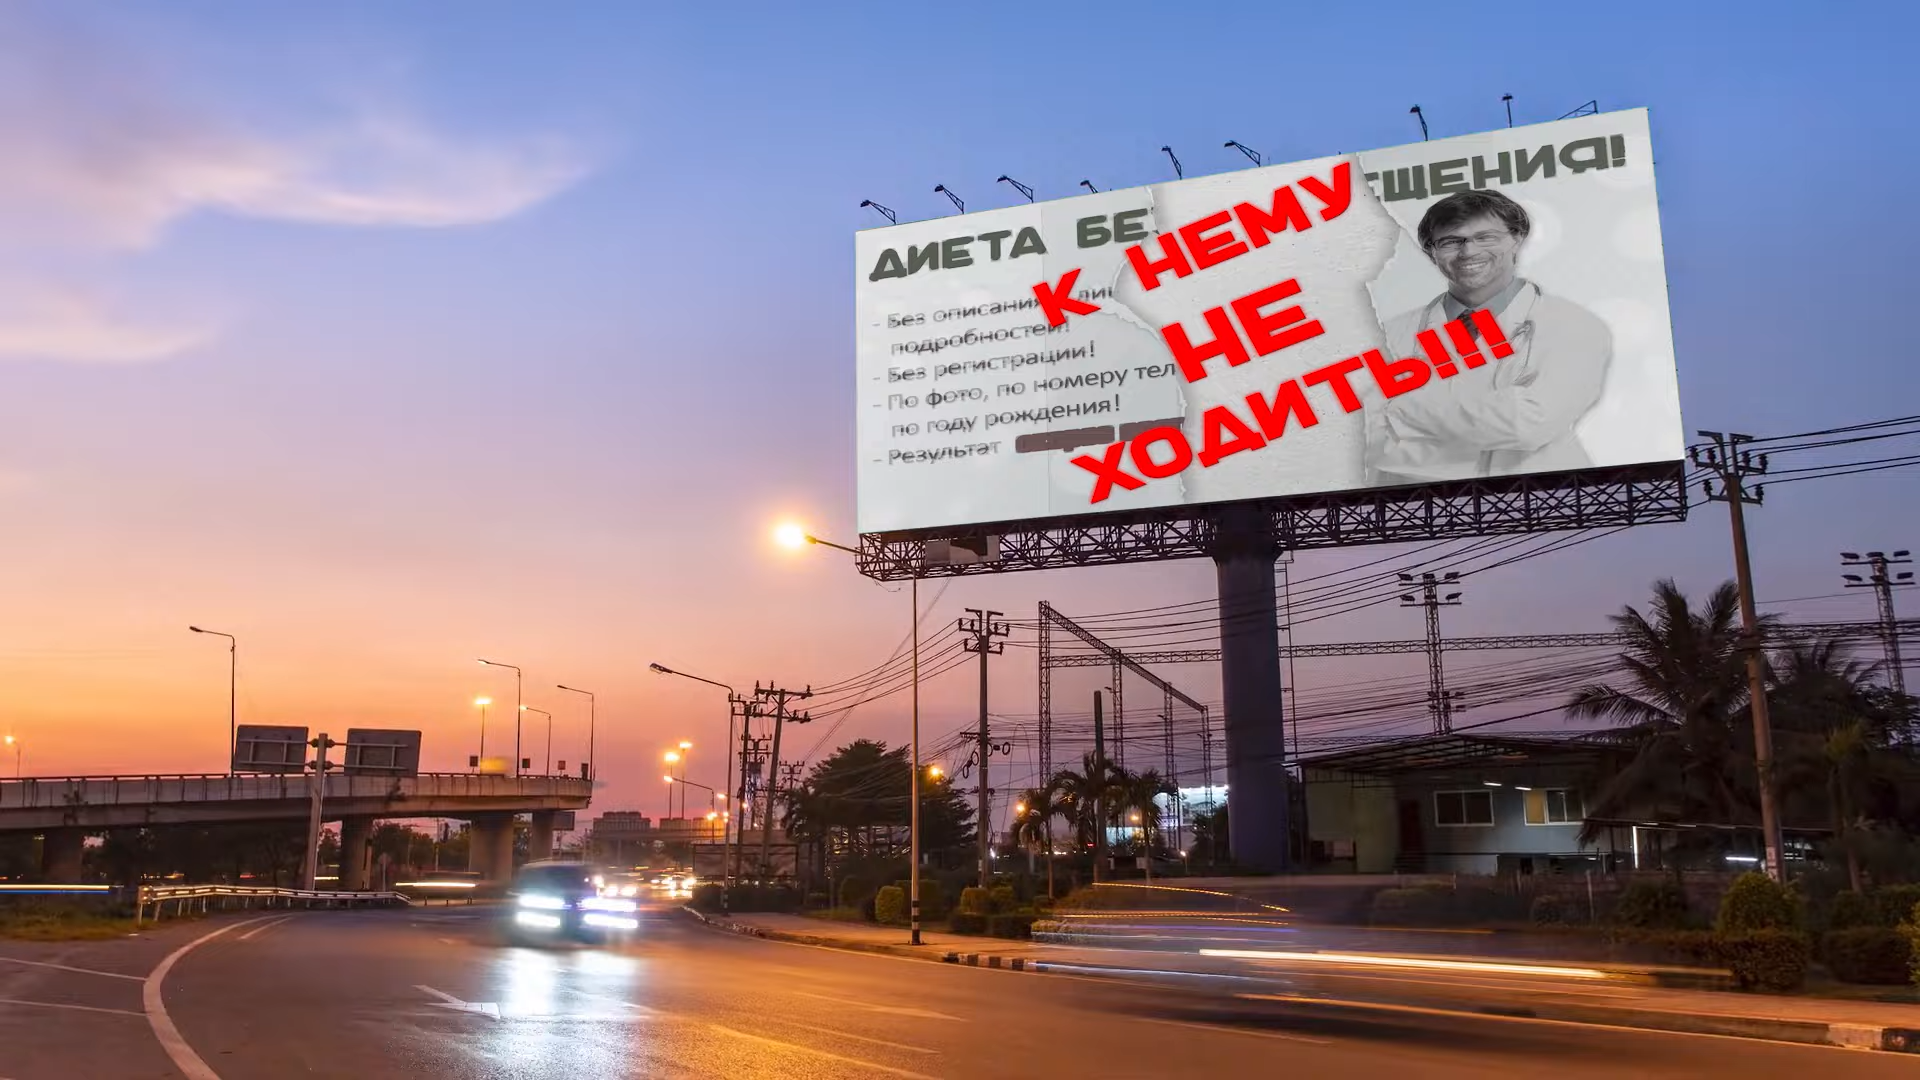 ДИЕТА БЕ ЕЩЕНИЯ!
- Без описания
подробностей!
- Без регистрации!
- По фото, по номеру тел
по году рождения!
- Результат
К НЕМУ
НЕ
ХОДИТЬ!!!